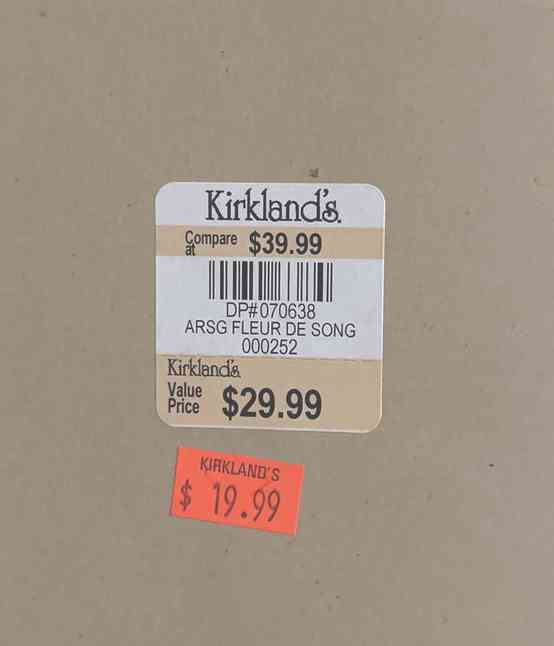 Kirkland's.
Compare at $39.99
DP#070638
ARSG FLEUR DE SONG
000252
Kirkland's
Value Price $29.99
KIRKLAND'S
$ 19.99